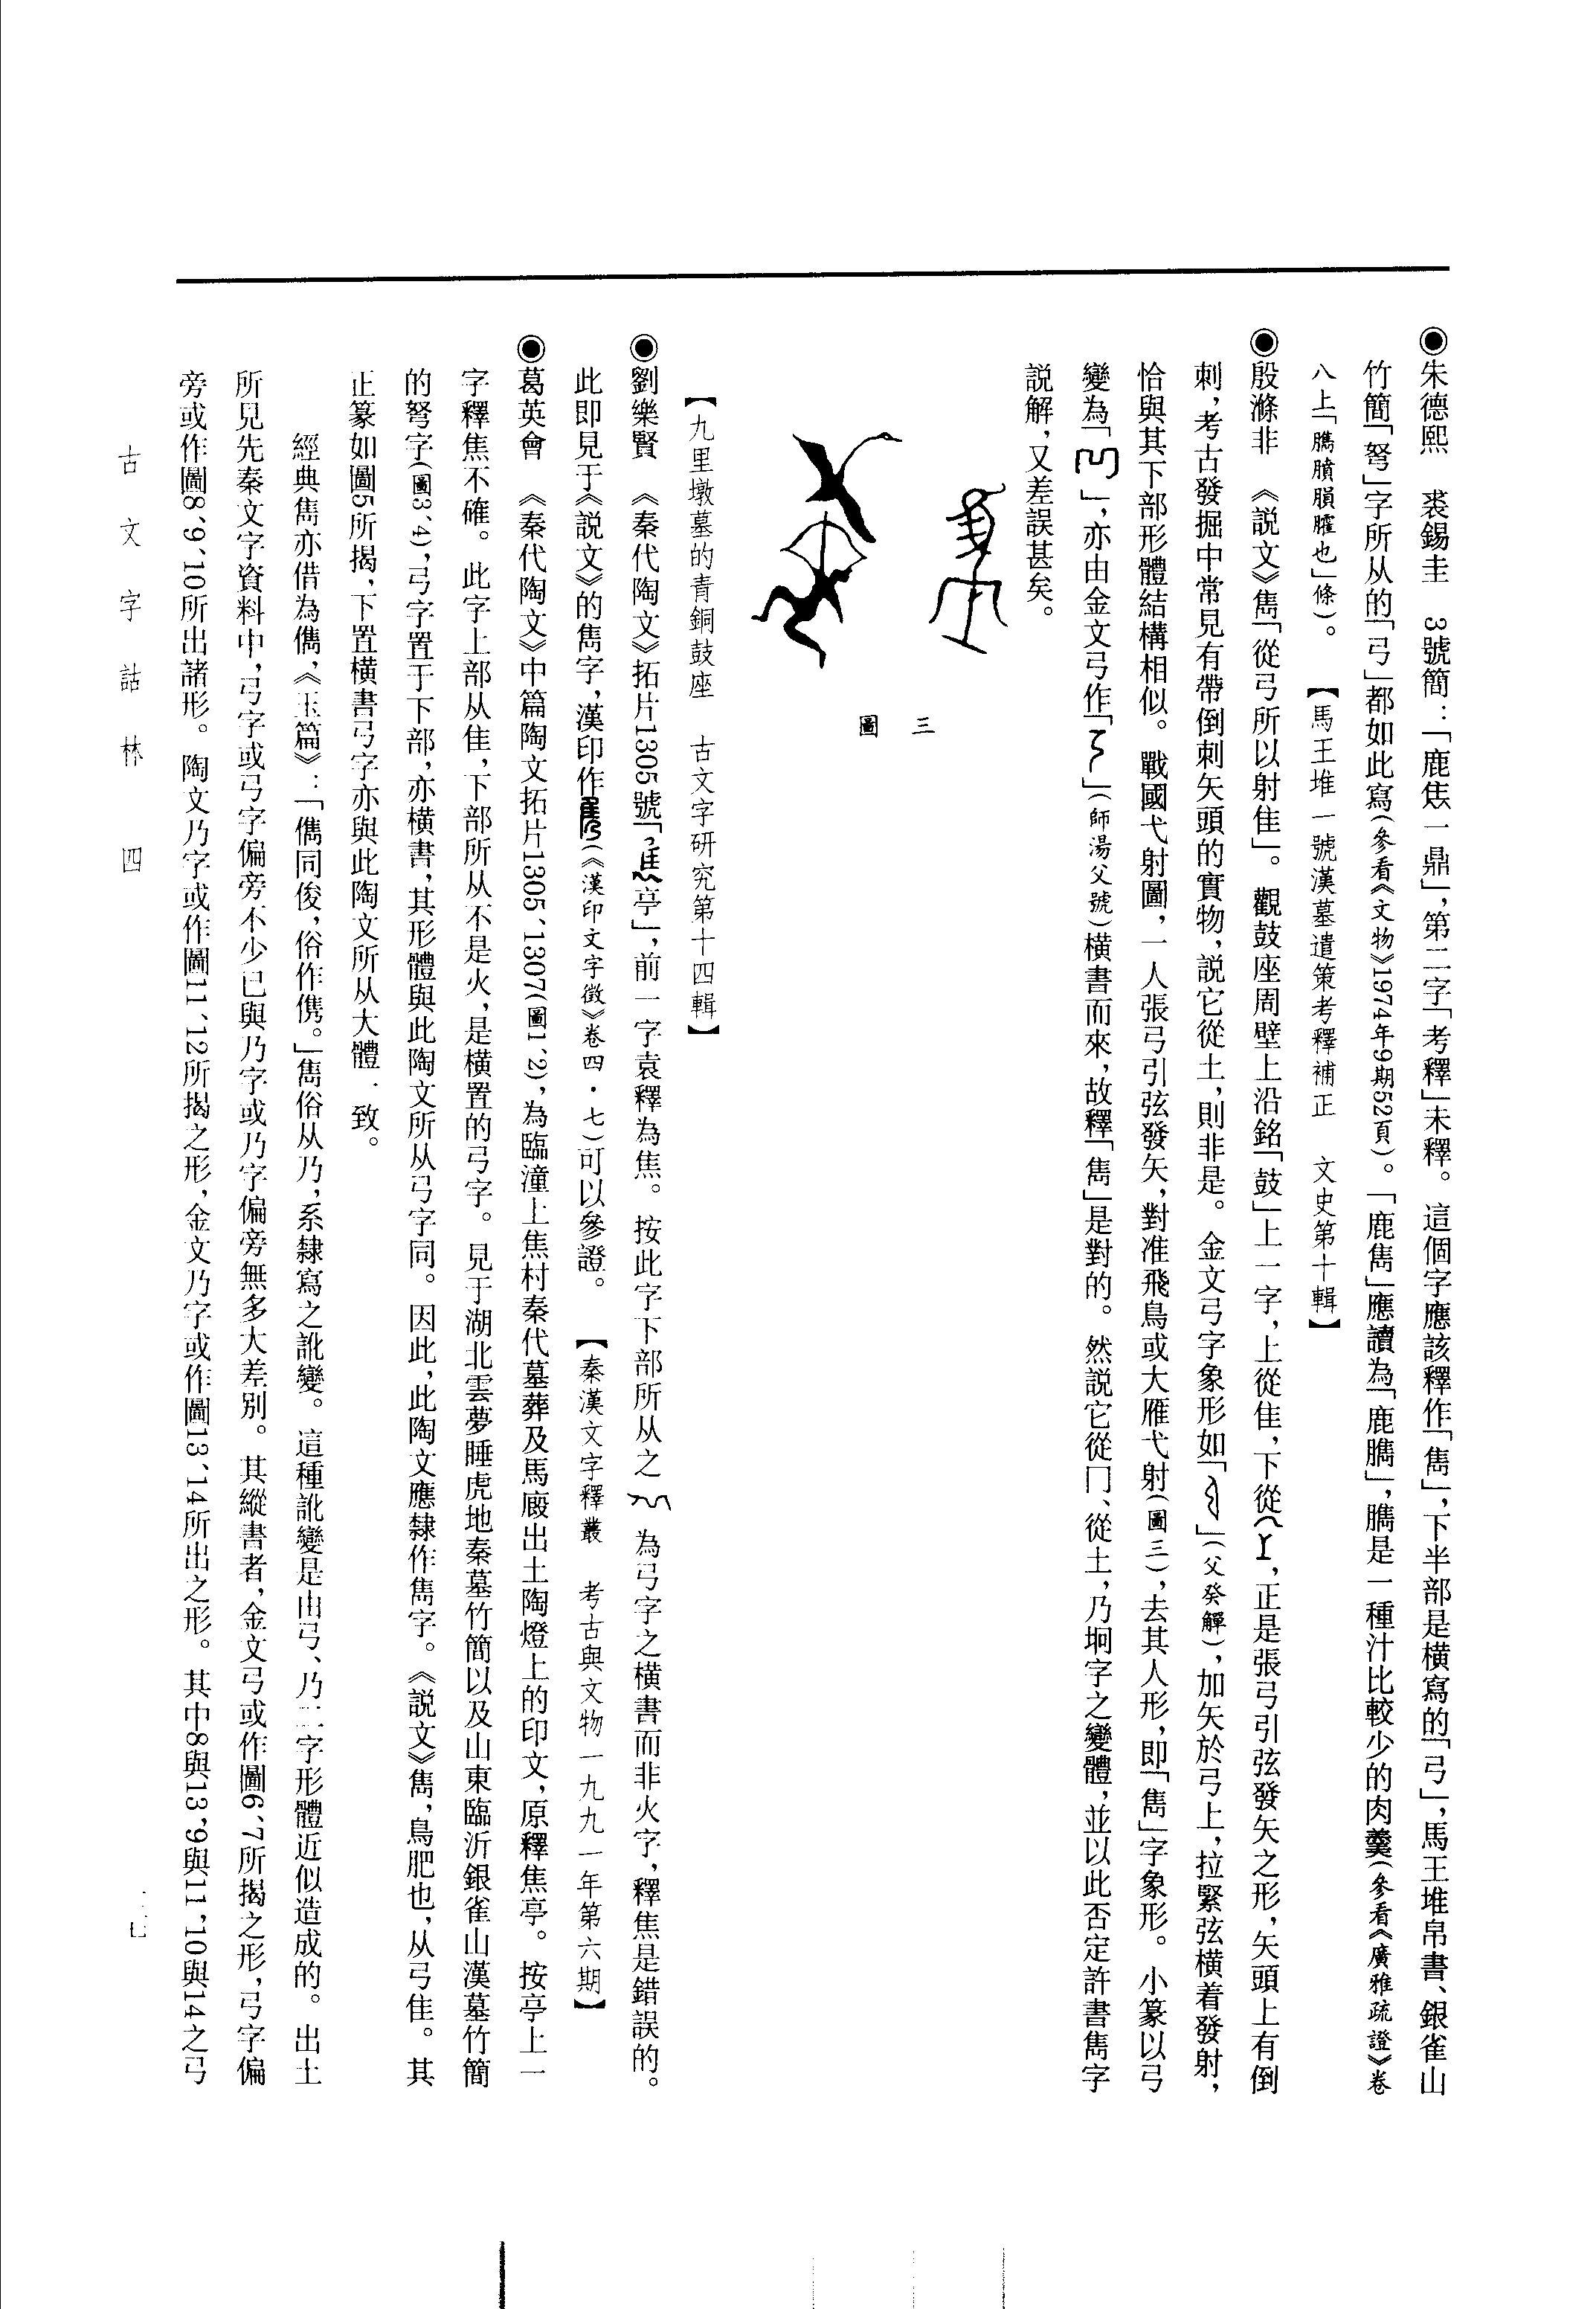 ◉朱德熙　裘錫圭　3號簡：「鹿焦一鼎」，第二字「考釋」未釋。這個字應該釋作「雋」，下半部是橫寫的「弓」，馬王堆帛書、銀雀山
竹簡「弩」字所从的「弓」都如此寫（參看《文物》1974年9期52頁）。「鹿雋」應讀為「鹿臇」，臇是一種汁比較少的肉羹（參看《廣雅疏證》卷
八上「臇䐹䐣臛也」條）。　【馬王堆一號漢墓遣策考釋補正　文史第十輯】
◉殷滌非　《説文》雋「從弓所以射隹」。觀鼓座周壁上沿銘「鼓」上一字，上從隹，下從，正是張弓引弦發矢之形，矢頭上有倒
刺，考古發掘中常見有帶倒刺矢頭的實物，説它從土，則非是。金文弓字象形如「」（父癸觶），加矢於弓上，拉緊弦橫着發射，
恰與其下部形體結構相似。戰國弋射圖，一人張弓引弦發矢，對准飛鳥或大雁弋射（圖三），去其人形，即「雋」字象形。小篆以弓
變為「」，亦由金文弓作「」（師湯父號）橫書而來，故釋「雋」是對的。然説它從冂、從土，乃坰字之變體，並以此否定許書雋字
説解，又差誤甚矣。
圖三
【九里墩墓的青銅鼓座　古文字研究第十四輯】
◉劉樂賢　《秦代陶文》拓片1305號「亭」，前一字袁釋為焦。按此字下部所从之　為弓字之橫書而非火字，釋焦是錯誤的。
此即見于《説文》的雋字，漢印作（《漢印文字徵》卷四・七）可以參證。　【秦漢文字釋叢　考古與文物一九九一年第六期】
◉葛英會　《秦代陶文》中篇陶文拓片1305、1307（圖1、2），為臨潼上焦村秦代墓葬及馬廄出土陶燈上的印文，原釋焦亭。按亭上一
字釋焦不確。此字上部从隹，下部所从不是火，是橫置的弓字。見于湖北雲夢睡虎地秦墓竹簡以及山東臨沂銀雀山漢墓竹簡
的弩字（圖3、4），弓字置于下部，亦橫書，其形體與此陶文所从弓字同。因此，此陶文應隸作雋字。《説文》雋，鳥肥也，从弓隹。其
正篆如圖5所揭，下置橫書弓字亦與此陶文所从大體一致。
經典雋亦借為儁，《玉篇》：「儁同俊，俗作㑺。」雋俗从乃，系隸寫之訛變。這種訛變是由弓、乃二字形體近似造成的。出土
所見先秦文字資料中，弓字或弓字偏旁不少已與乃字或乃字偏旁無多大差別。其縱書者，金文弓或作圖6、7所揭之形，弓字偏
旁或作圖8、9、10所出諸形。陶文乃字或作圖11、12所揭之形，金文乃字或作圖13、14所出之形。其中8與13，9與11，10與14之弓
古文字詁林　四